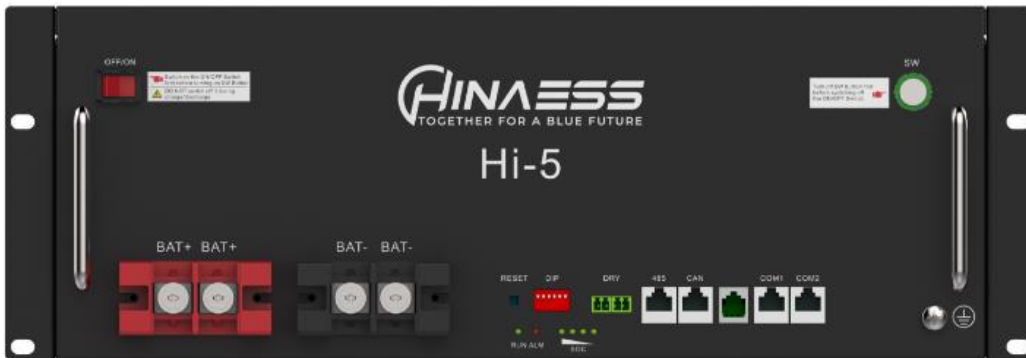 OFF/ON
SW
HINAESS
TOGETHER FOR A BLUE FUTURE
Hi-5
BAT+ BAT+ BAT- BAT-
RESET DIP DRY 485 CAN COM1 COM2
RUN ALM SOC